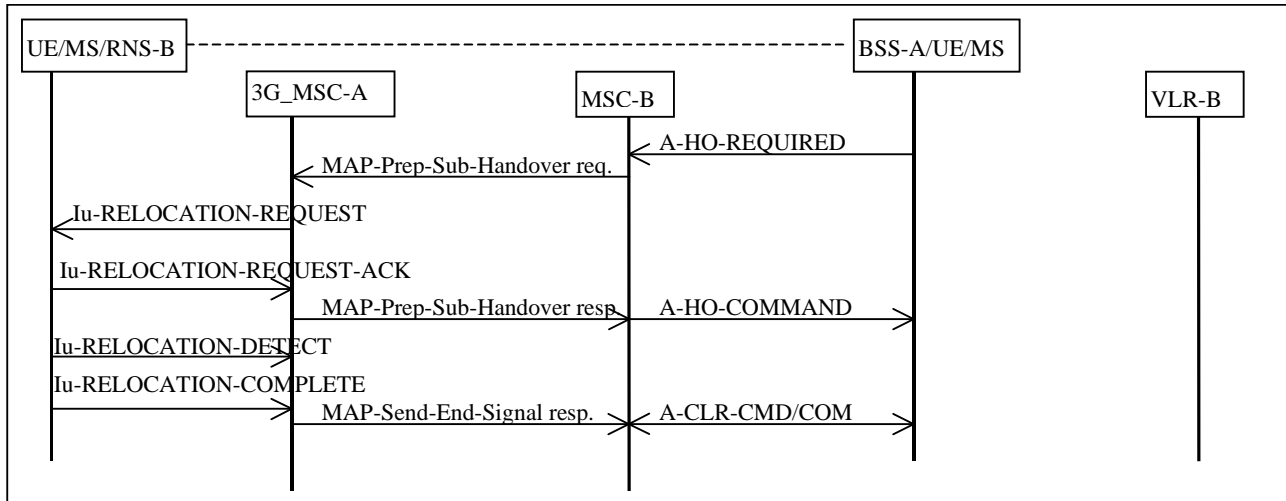 UE/MS/RNS-B
BSS-A/UE/MS
3G_MSC-A
MSC-B
VLR-B
A-HO-REQUIRED
MAP-Prep-Sub-Handover req.
Iu-RELOCATION-REQUEST
Iu-RELOCATION-REQUEST-ACK
MAP-Prep-Sub-Handover resp
A-HO-COMMAND
Iu-RELOCATION-DETECT
Iu-RELOCATION-COMPLETE
MAP-Send-End-Signal resp.
A-CLR-CMD/COM